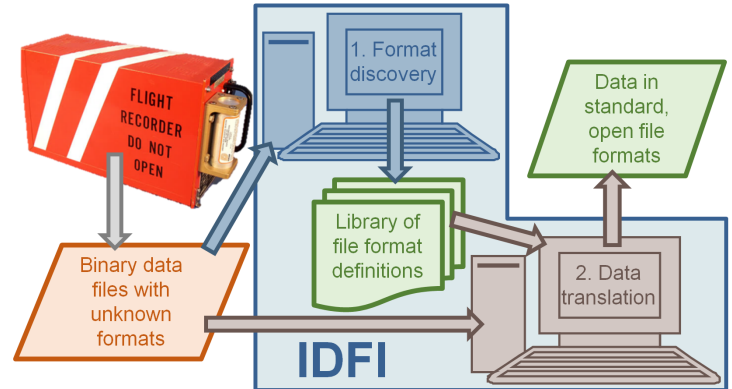 FLIGHT
RECORDER
DO NOT
OPEN
1. Format
discovery
Data in
standard,
open file
formats
Library of
file format
definitions
Binary data
files with
unknown
formats
2. Data
translation
IDFI